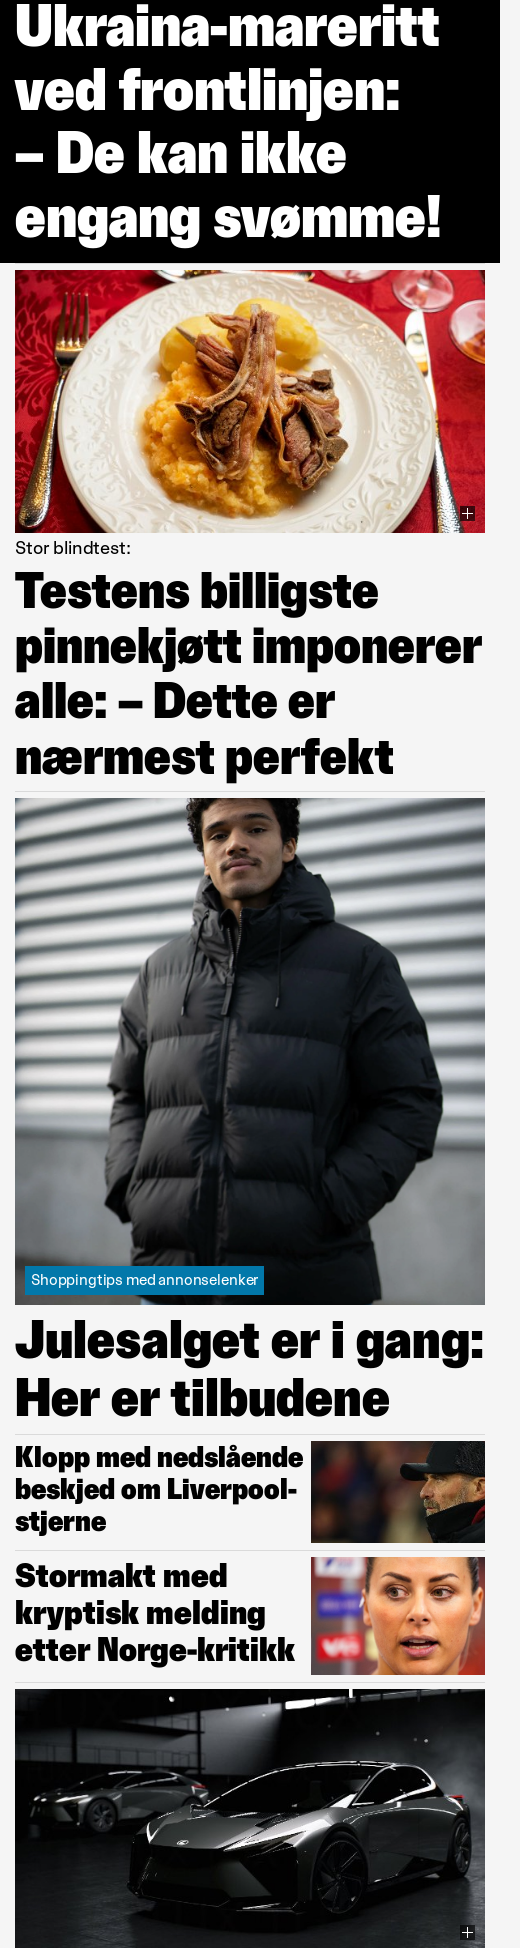 Ukraina-mareritt
ved frontlinjen:
– De kan ikke
engang svømme!
Stor blindtest:
Testens billigste
pinnekjøtt imponerer
alle: – Dette er
nærmest perfekt
Shoppingtips med annonselenker
Julesalget er i gang:
Her er tilbudene
Klopp med nedslående
beskjed om Liverpool-
stjerne
Stormakt med
kryptisk melding
etter Norge-kritikk